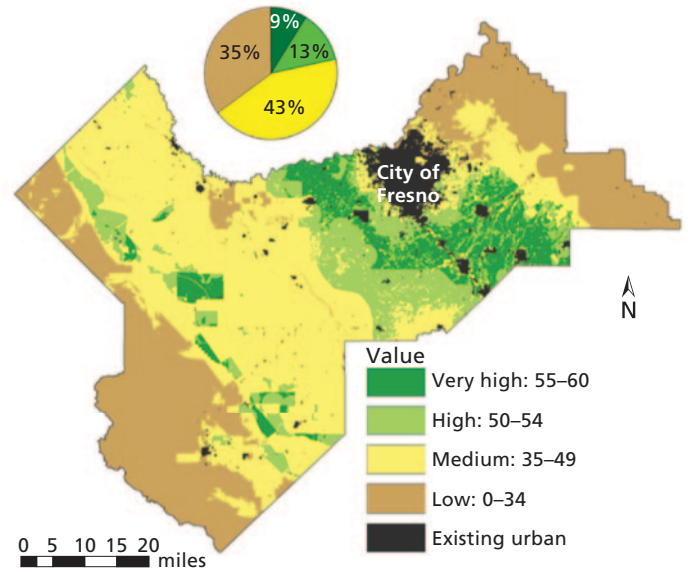 9%
13%
35%
43%
City of
Fresno
N
Value
Very high: 55–60
High: 50–54
Medium: 35–49
Low: 0–34
Existing urban
0 5 10 15 20
miles